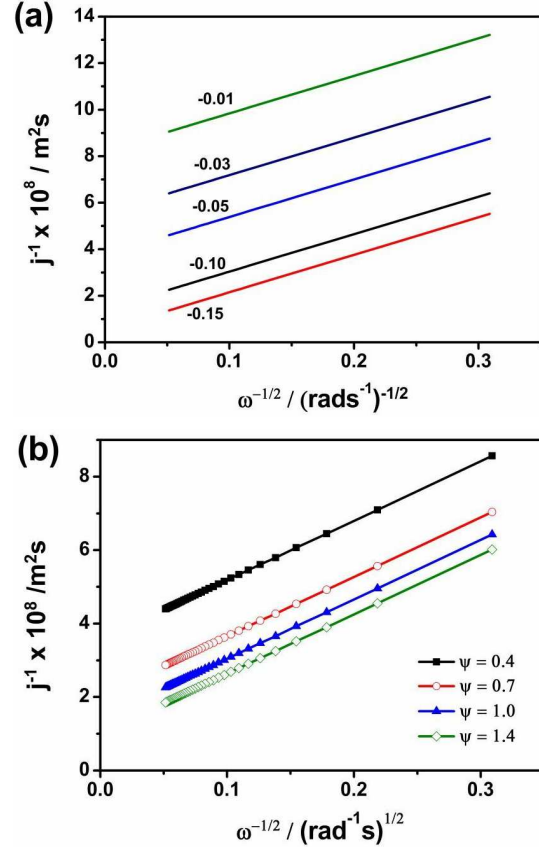 (a)
14
12
10
8
6
4
2
0
j⁻¹ x 10⁸ / m²s
-0.01
-0.03
-0.05
-0.10
-0.15
0.0 0.1 0.2 0.3
ω⁻¹/² / (rads⁻¹)⁻¹/²
(b)
8
6
4
2
0
j⁻¹ x 10⁸ /m²s
ψ = 0.4
ψ = 0.7
ψ = 1.0
ψ = 1.4
0.0 0.1 0.2 0.3
ω⁻¹/² / (rad⁻¹s)¹/²